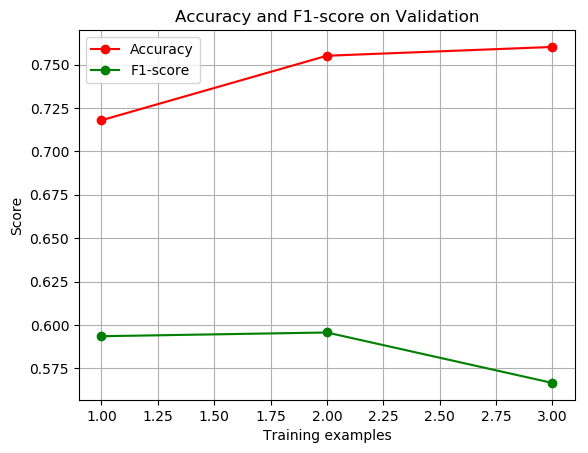 Accuracy and F1-score on Validation
Accuracy
F1-score
0.750
0.725
0.700
0.675
0.650
0.625
0.600
0.575
Score
1.00 1.25 1.50 1.75 2.00 2.25 2.50 2.75 3.00
Training examples